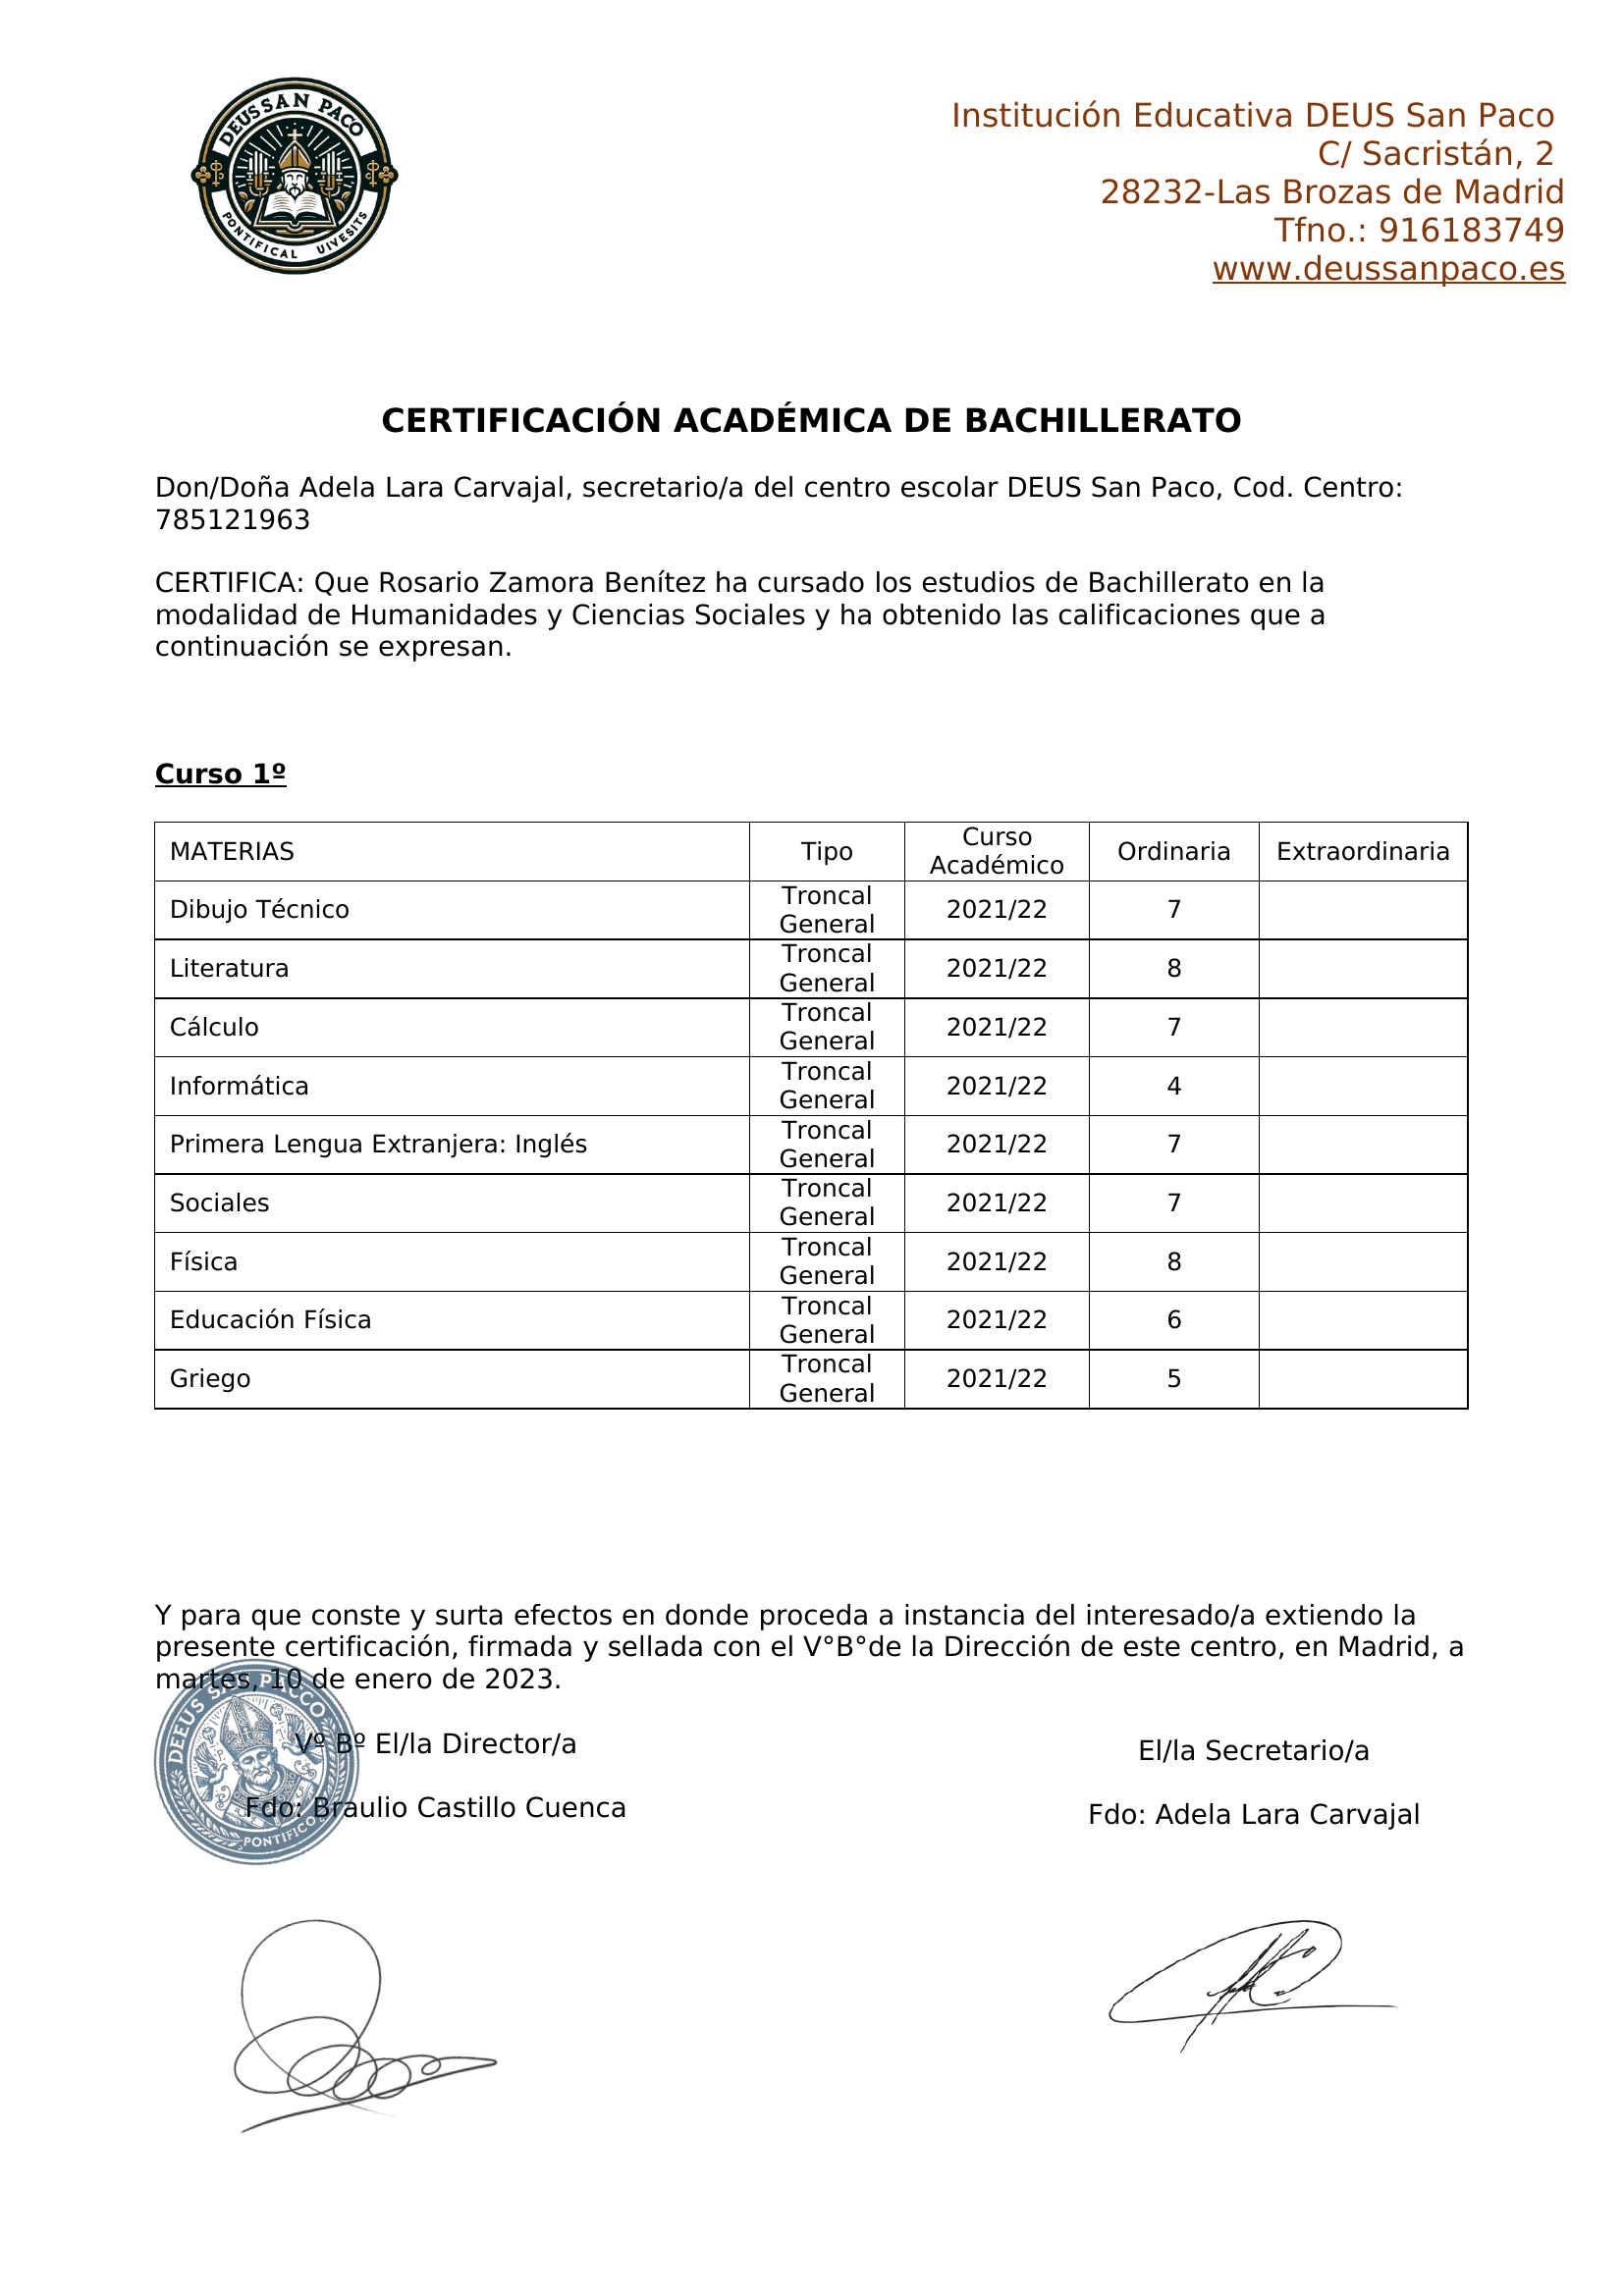 DEUSSAN PACO
PONTIFICAL UIVESITS
Institución Educativa DEUS San Paco
C/ Sacristán, 2
28232-Las Brozas de Madrid
Tfno.: 916183749
www.deussanpaco.es
CERTIFICACIÓN ACADÉMICA DE BACHILLERATO
Don/Doña Adela Lara Carvajal, secretario/a del centro escolar DEUS San Paco, Cod. Centro:
785121963
CERTIFICA: Que Rosario Zamora Benítez ha cursado los estudios de Bachillerato en la
modalidad de Humanidades y Ciencias Sociales y ha obtenido las calificaciones que a
continuación se expresan.
Curso 1º
MATERIAS Tipo Curso Académico Ordinaria Extraordinaria
Dibujo Técnico Troncal General 2021/22 7
Literatura Troncal General 2021/22 8
Cálculo Troncal General 2021/22 7
Informática Troncal General 2021/22 4
Primera Lengua Extranjera: Inglés Troncal General 2021/22 7
Sociales Troncal General 2021/22 7
Física Troncal General 2021/22 8
Educación Física Troncal General 2021/22 6
Griego Troncal General 2021/22 5
Y para que conste y surta efectos en donde proceda a instancia del interesado/a extiendo la
presente certificación, firmada y sellada con el V°B°de la Dirección de este centro, en Madrid, a
martes, 10 de enero de 2023.
DEEUS SAN PACCO
PONTIFICO
Vº Bº El/la Director/a
El/la Secretario/a
Fdo: Braulio Castillo Cuenca
Fdo: Adela Lara Carvajal